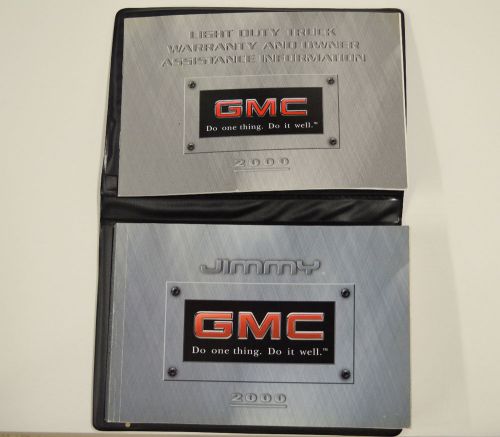 LIGHT DUTY TRUCK
WARRANTY AND OWNER
ASSISTANCE INFORMATION
GMC
Do one thing. Do it well.™
2000
JIMMY
GMC
Do one thing. Do it well.™
2000